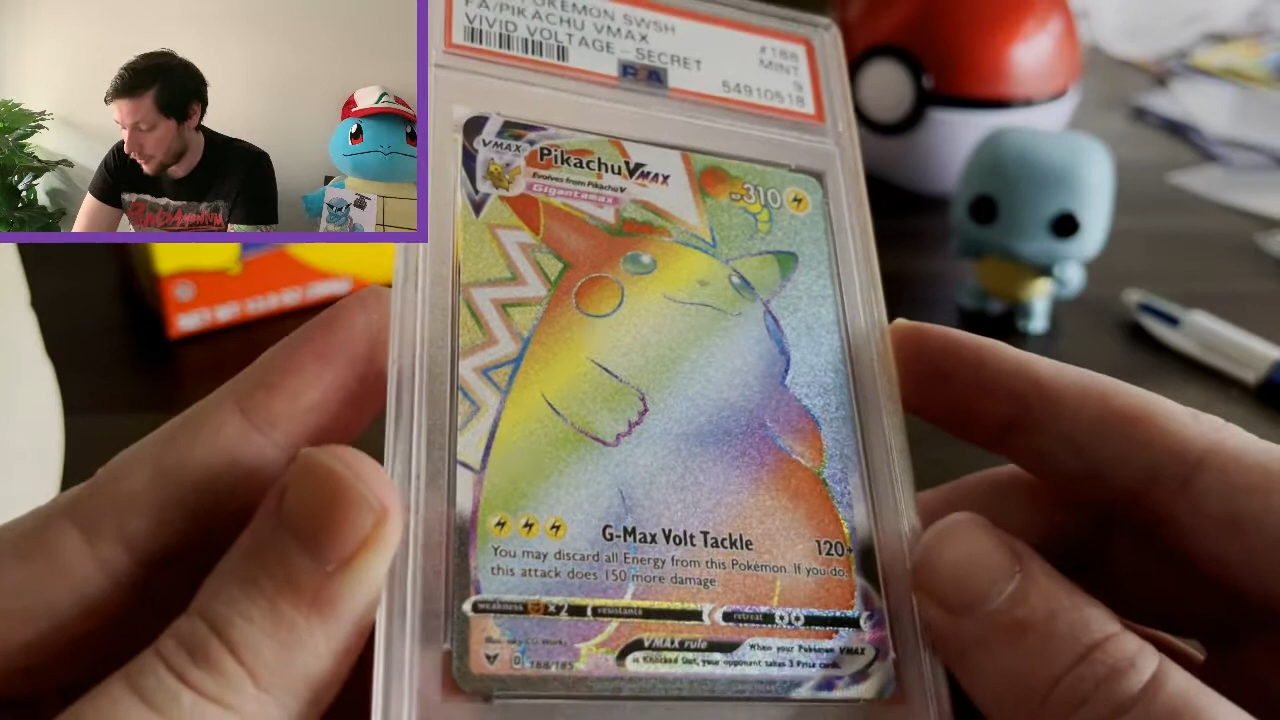 POKEMON SWSH
#188
FA/PIKACHU VMAX
MINT
VIVID VOLTAGE - SECRET
9
PSA
54910518
VMAX
Pikachu VMAX
Evolves from Pikachu V
Gigantamax
310
G-Max Volt Tackle
120+
You may discard all Energy from this Pokémon. If you do,
this attack does 150 more damage.
weakness x2 resistance retreat
VMAX rule When your Pokémon VMAX
is Knocked Out, your opponent takes 3 Prize cards.
D 188/185